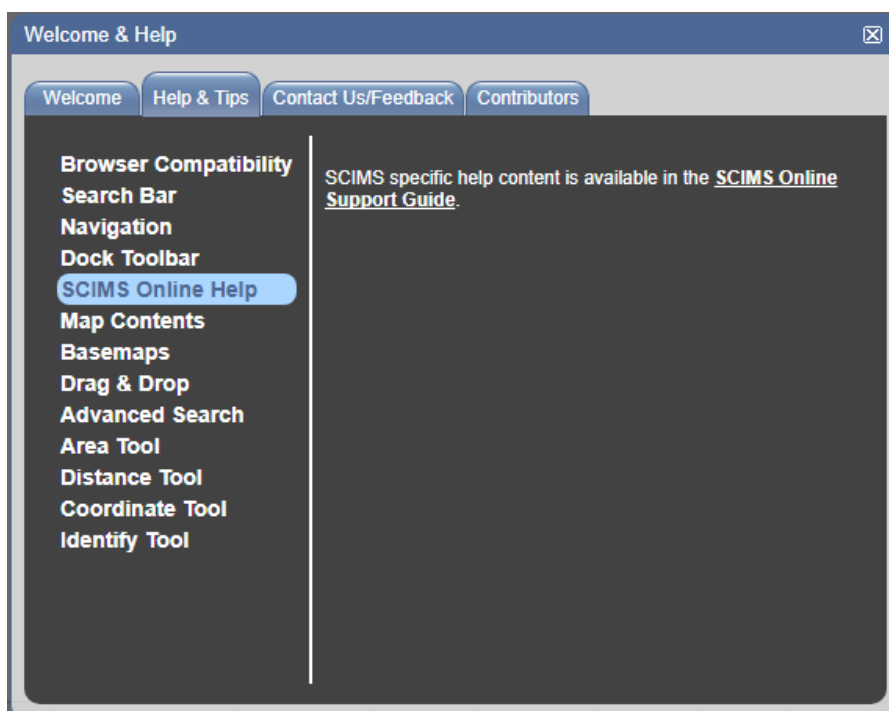 Welcome & Help
Welcome
Help & Tips
Contact Us/Feedback
Contributors
Browser Compatibility
Search Bar
Navigation
Dock Toolbar
SCIMS Online Help
Map Contents
Basemaps
Drag & Drop
Advanced Search
Area Tool
Distance Tool
Coordinate Tool
Identify Tool
SCIMS specific help content is available in the SCIMS Online
Support Guide.